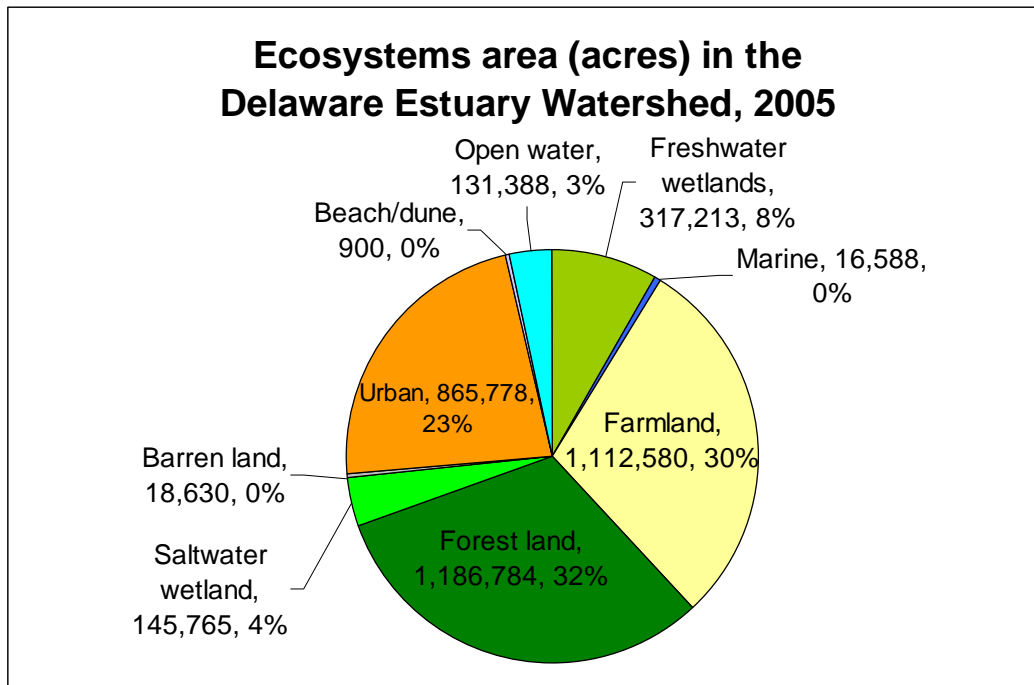 Ecosystems area (acres) in the
Delaware Estuary Watershed, 2005
Open water,
131,388, 3%
Freshwater
wetlands,
317,213, 8%
Beach/dune,
900, 0%
Marine, 16,588,
0%
Urban, 865,778,
23%
Farmland,
1,112,580, 30%
Barren land,
18,630, 0%
Forest land,
1,186,784, 32%
Saltwater
wetland,
145,765, 4%